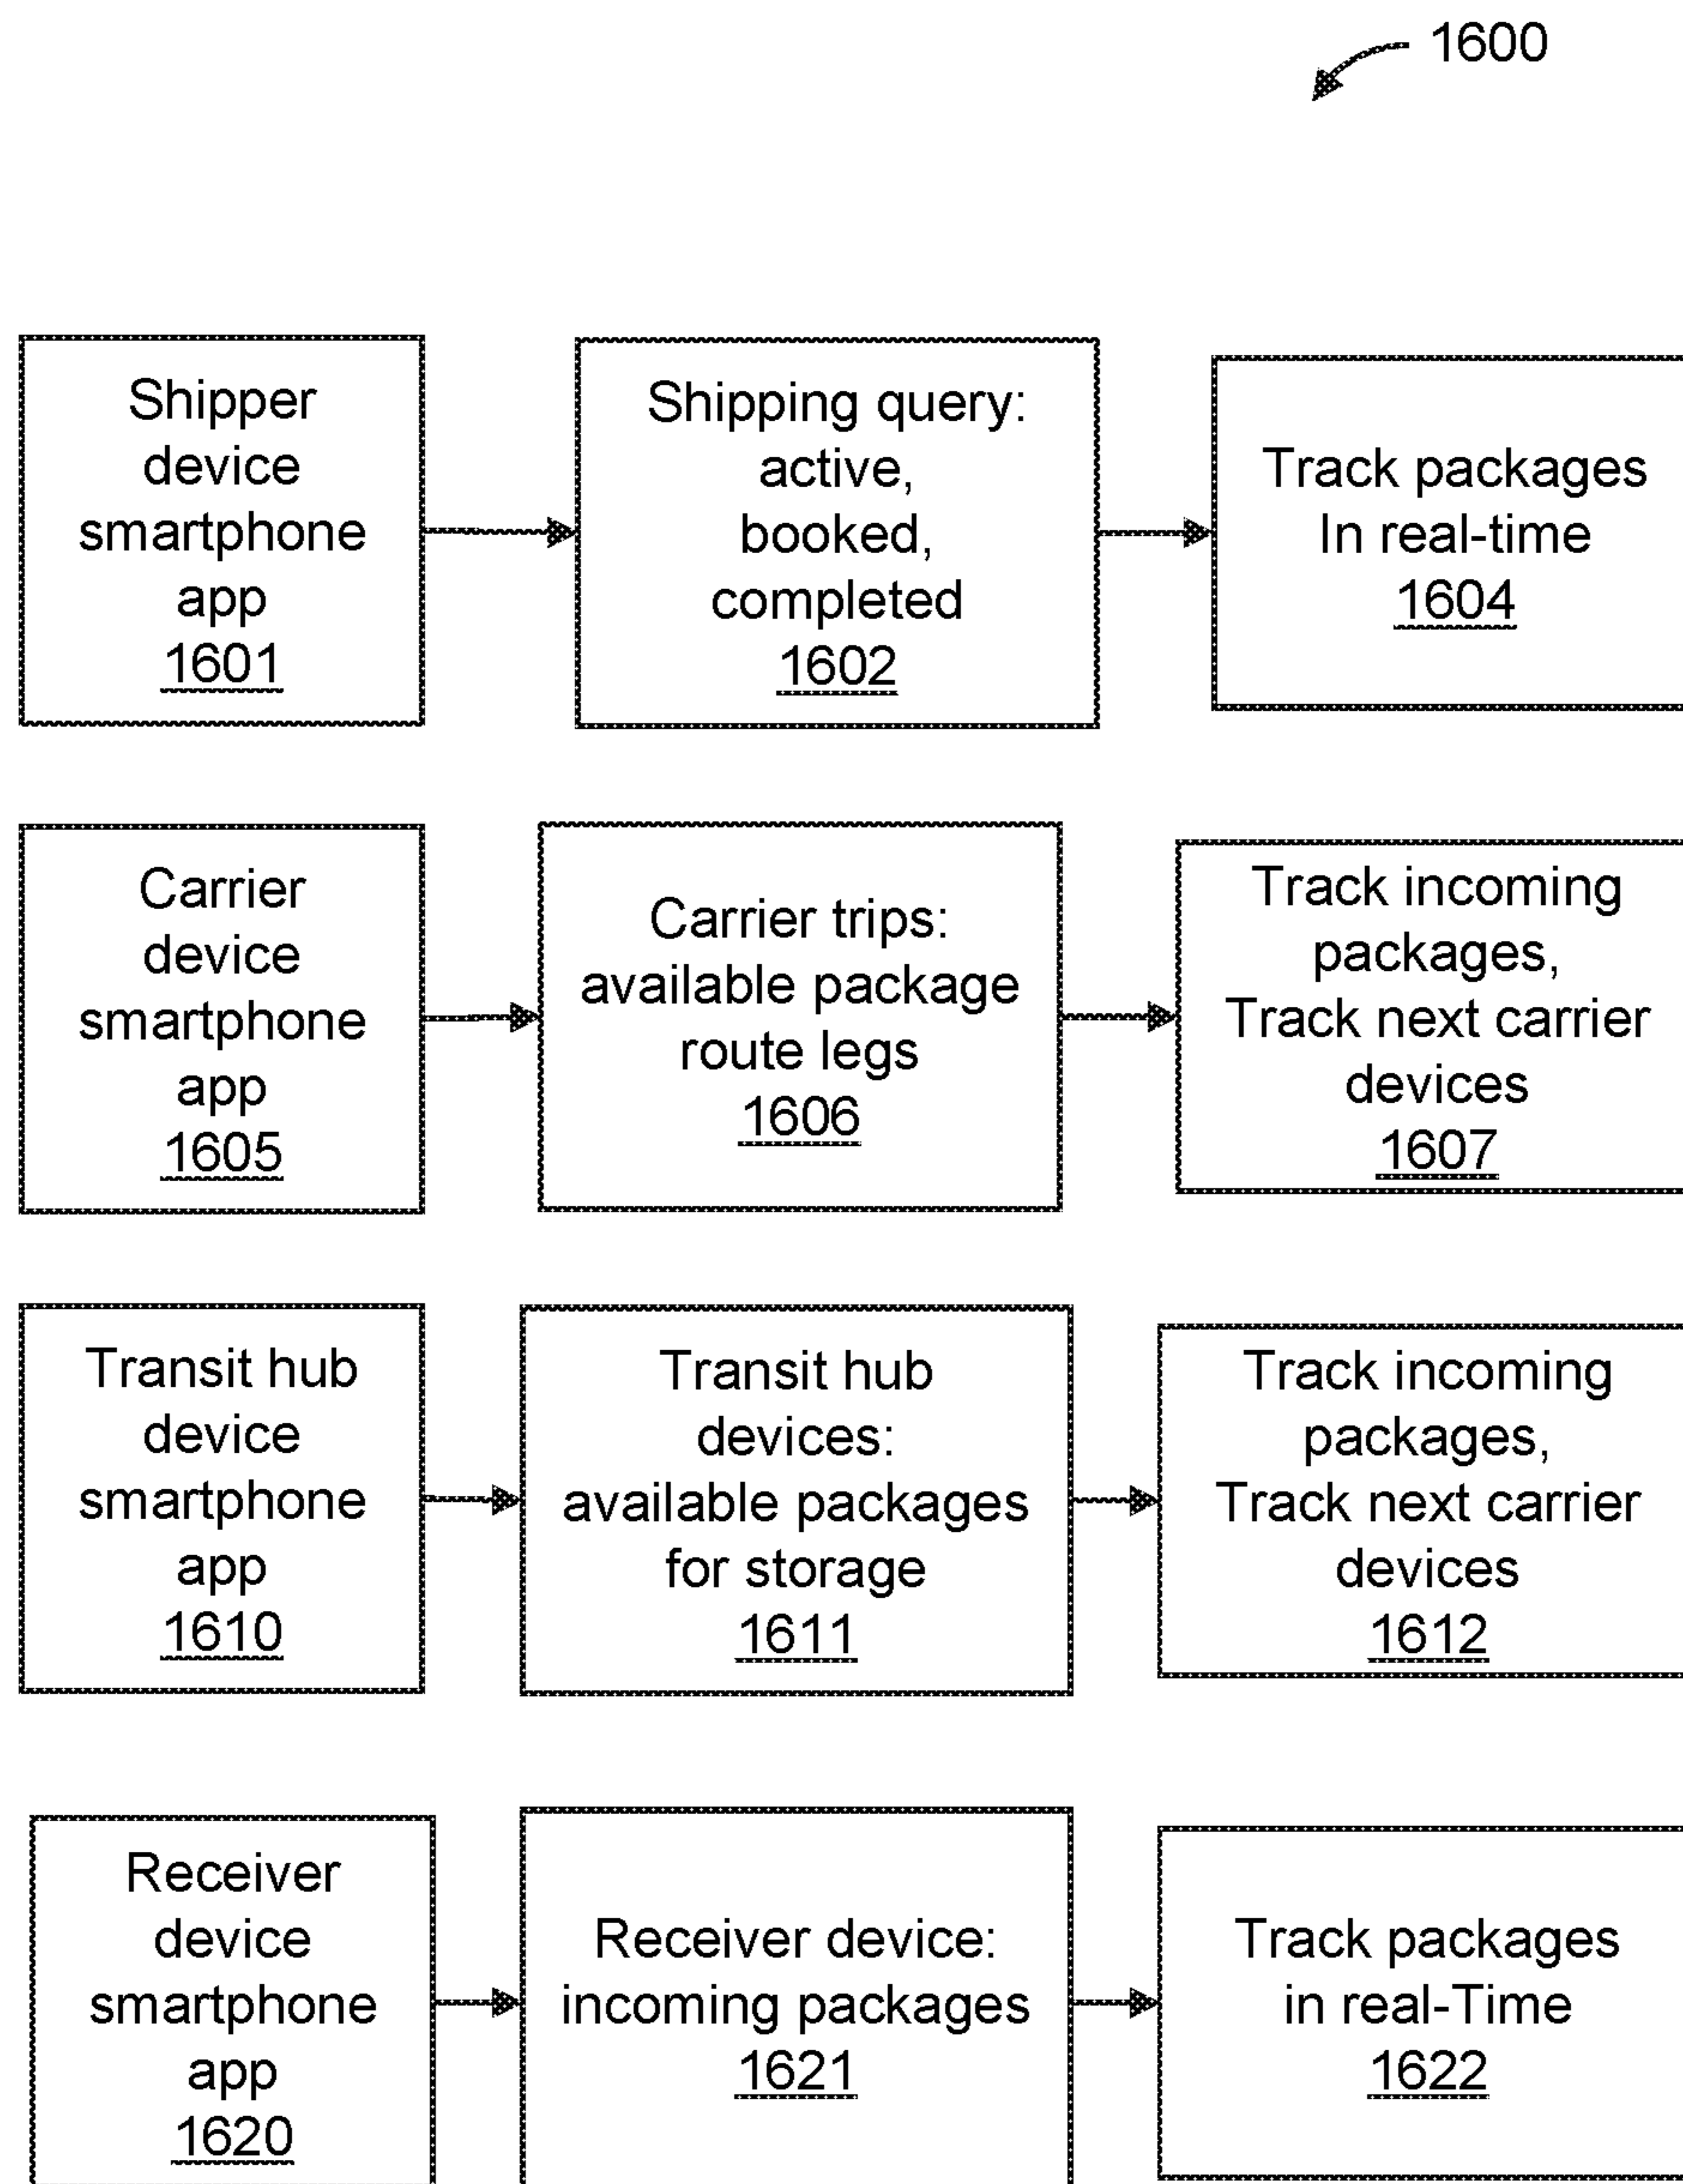 1600
Shipper
device
smartphone
app
1601
Shipping query:
active,
booked,
completed
1602
Track packages
In real-time
1604
Carrier
device
smartphone
app
1605
Carrier trips:
available package
route legs
1606
Track incoming
packages,
Track next carrier
devices
1607
Transit hub
device
smartphone
app
1610
Transit hub
devices:
available packages
for storage
1611
Track incoming
packages,
Track next carrier
devices
1612
Receiver
device
smartphone
app
1620
Receiver device:
incoming packages
1621
Track packages
in real-Time
1622